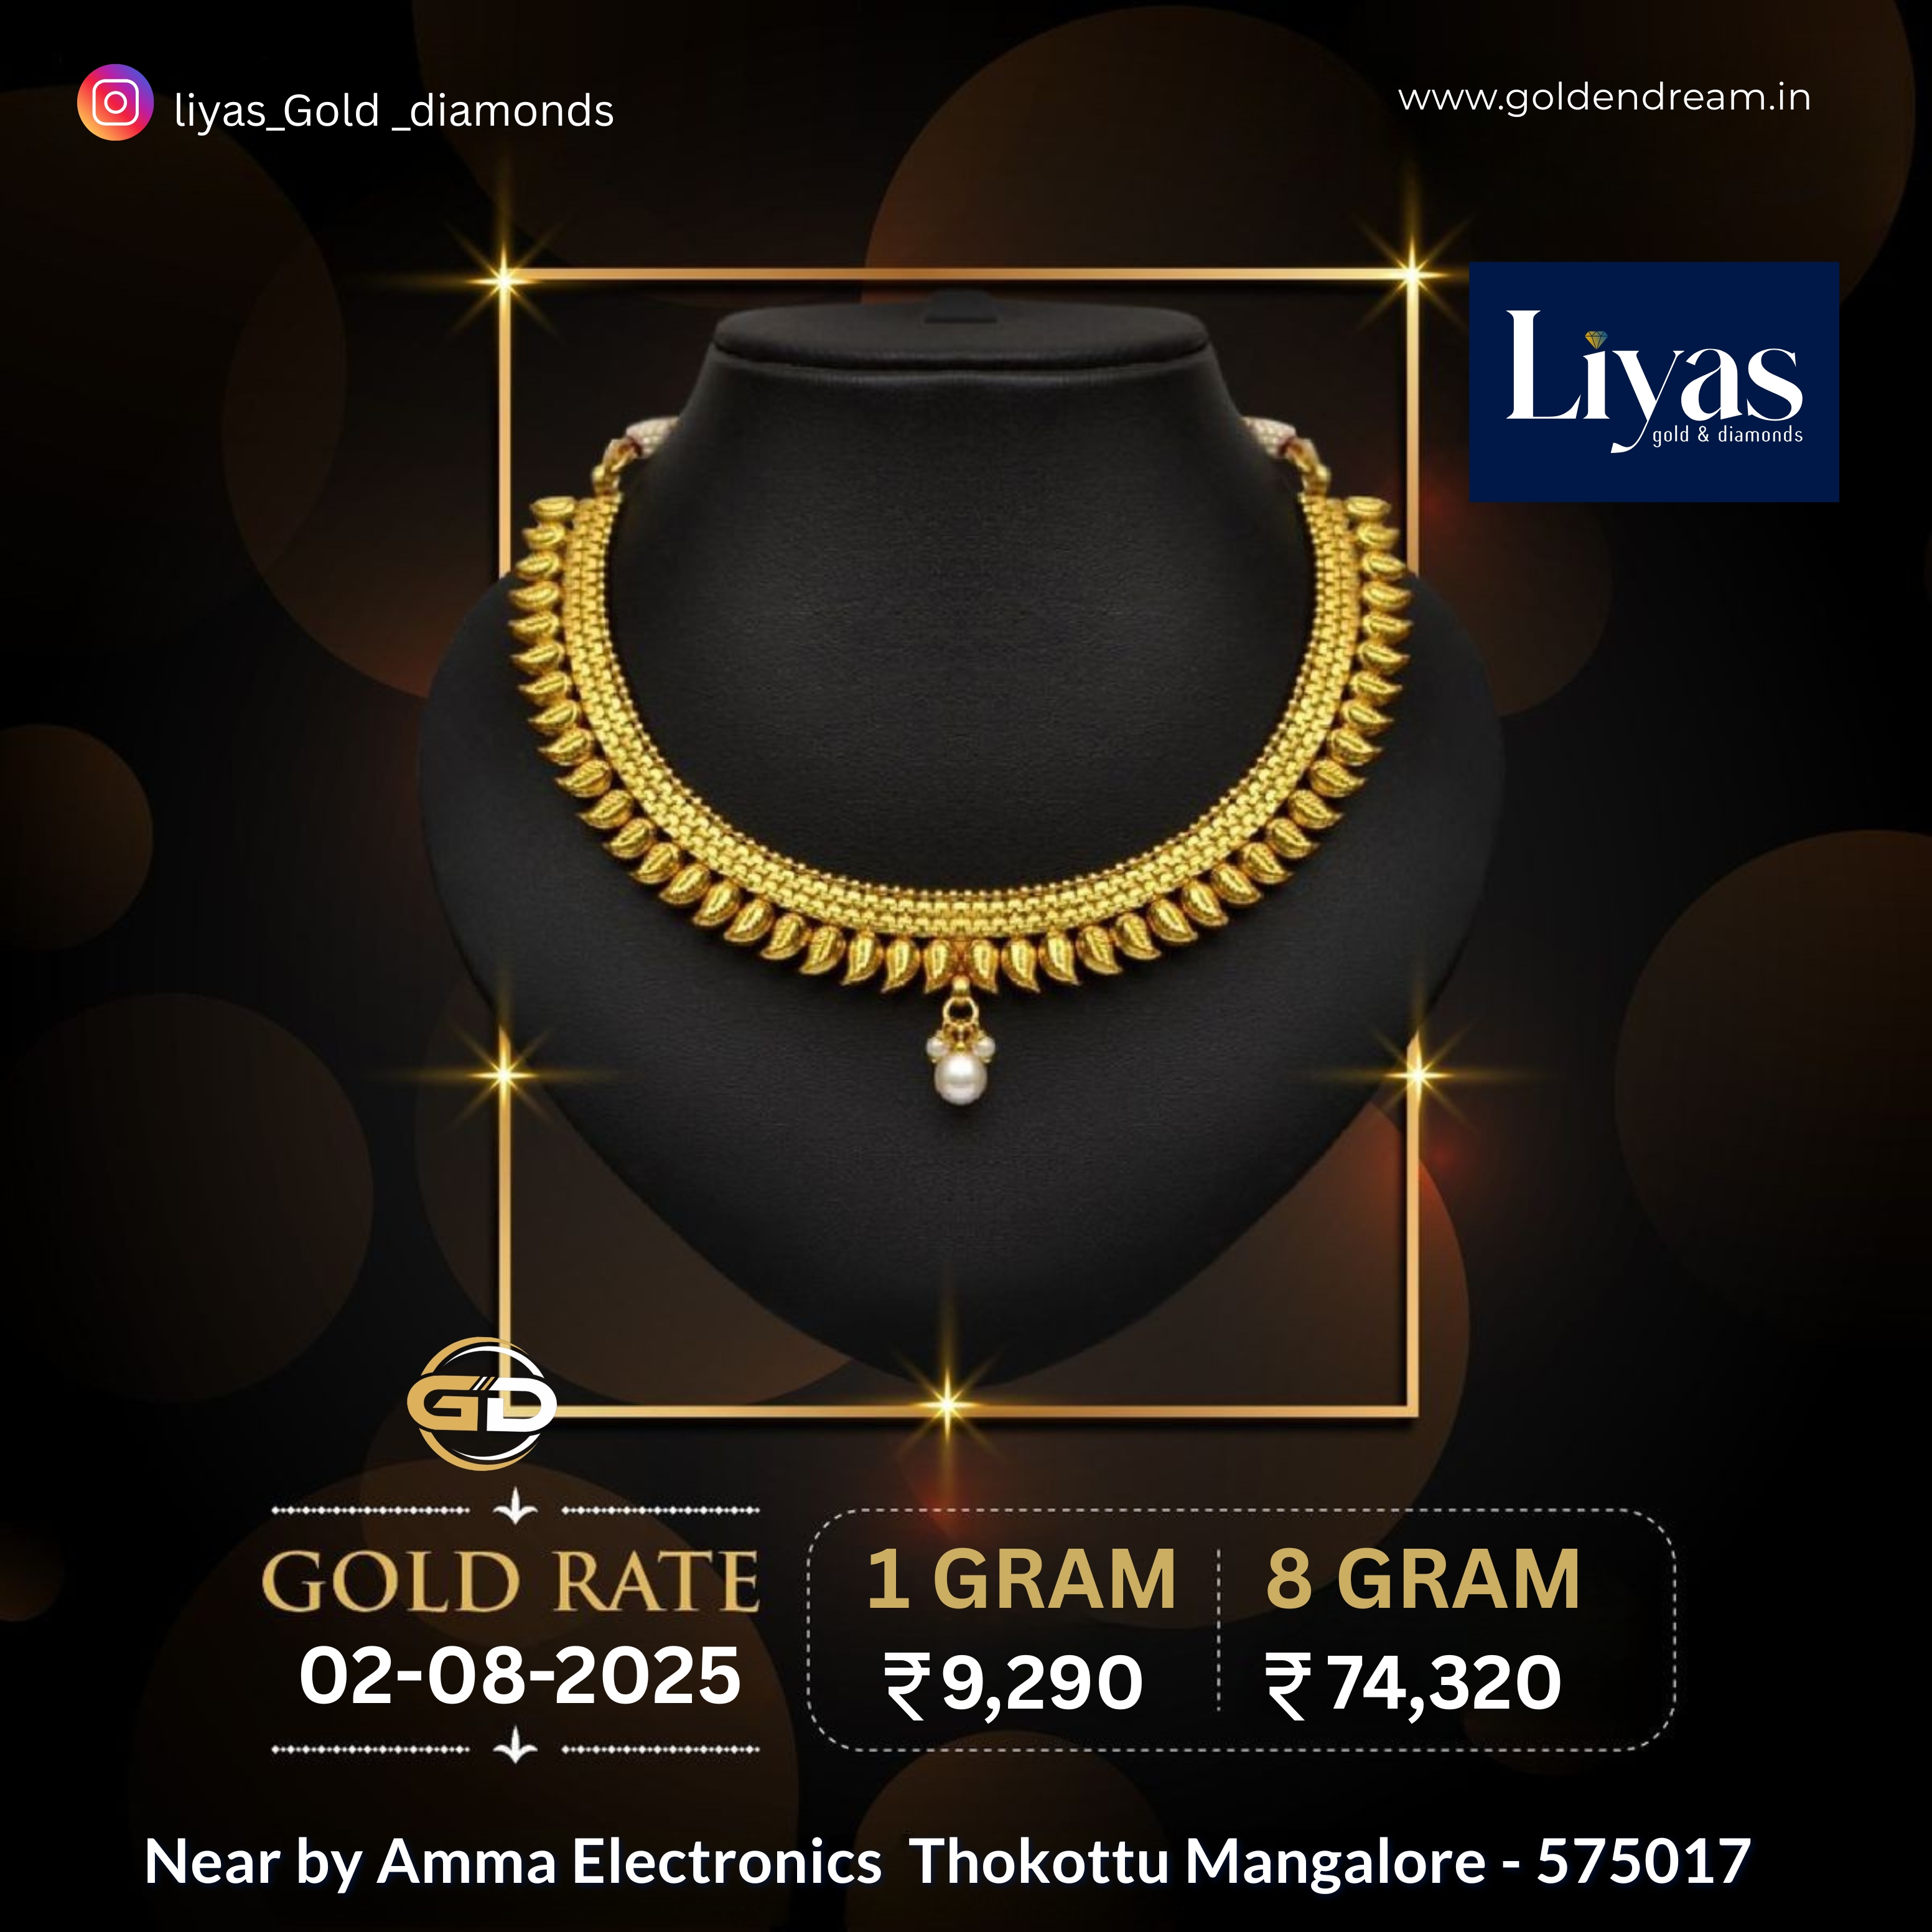 liyas_Gold _diamonds
www.goldendream.in
Liyas
gold & diamonds
GD
GOLD RATE
02-08-2025
1 GRAM
₹9,290
8 GRAM
₹74,320
Near by Amma Electronics Thokottu Mangalore - 575017